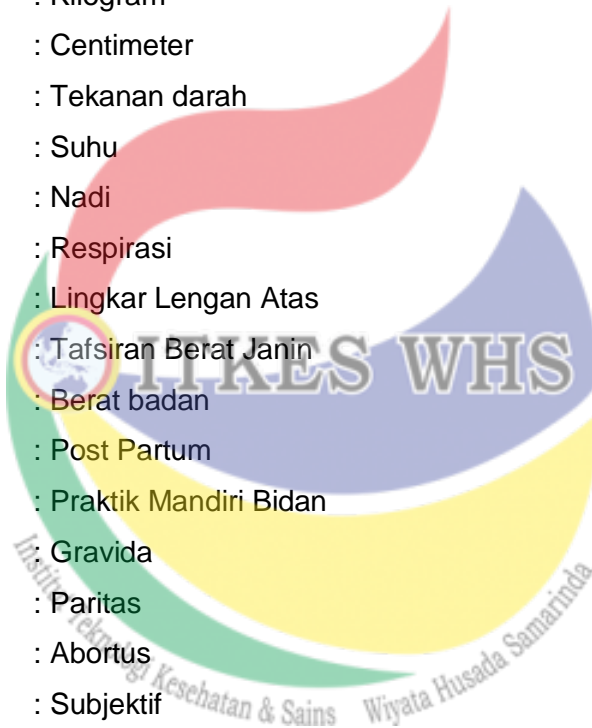 : Kilogram
: Centimeter
: Tekanan darah
: Suhu
: Nadi
: Respirasi
: Lingkar Lengan Atas
: Tafsiran Berat Janin
ITKES WHS
: Berat badan
: Post Partum
: Praktik Mandiri Bidan
: Gravida
: Paritas
: Abortus
: Subjektif
Institut Teknologi Kesehatan & Sains Wiyata Husada Samarinda